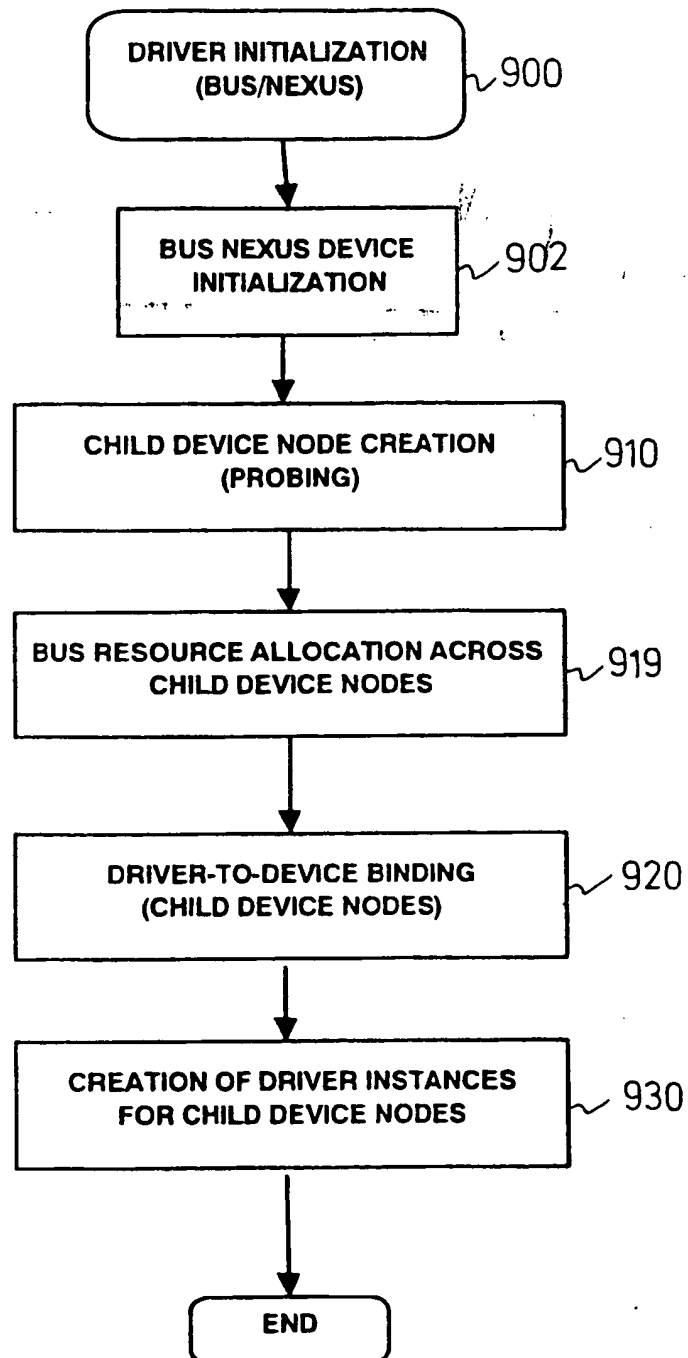 DRIVER INITIALIZATION
(BUS/NEXUS)
900
BUS NEXUS DEVICE
INITIALIZATION
902
CHILD DEVICE NODE CREATION
(PROBING)
910
BUS RESOURCE ALLOCATION ACROSS
CHILD DEVICE NODES
919
DRIVER-TO-DEVICE BINDING
(CHILD DEVICE NODES)
920
CREATION OF DRIVER INSTANCES
FOR CHILD DEVICE NODES
930
END